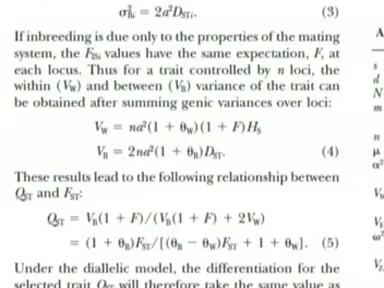 σ²_Bi = 2a²D_STi. (3)
If inbreeding is due only to the properties of the mating
system, the F_ISi values have the same expectation, F, at
each locus. Thus for a trait controlled by n loci, the
within (V_W) and between (V_B) variance of the trait can
be obtained after summing genic variances over loci:
V_W = na²(1 + θ_W)(1 + F)H_S
V_B = 2na²(1 + θ_B)D_ST. (4)
These results lead to the following relationship between
Q_ST and F_ST:
Q_ST = V_B(1 + F)/(V_B(1 + F) + 2V_W)
= (1 + θ_B)F_ST/[(θ_B − θ_W)F_ST + 1 + θ_W]. (5)
Under the diallelic model, the differentiation for the
selected trait Q_ST will therefore take the same value as
A
s
d
N
m
n
μ
α²
V
V
ω²
V